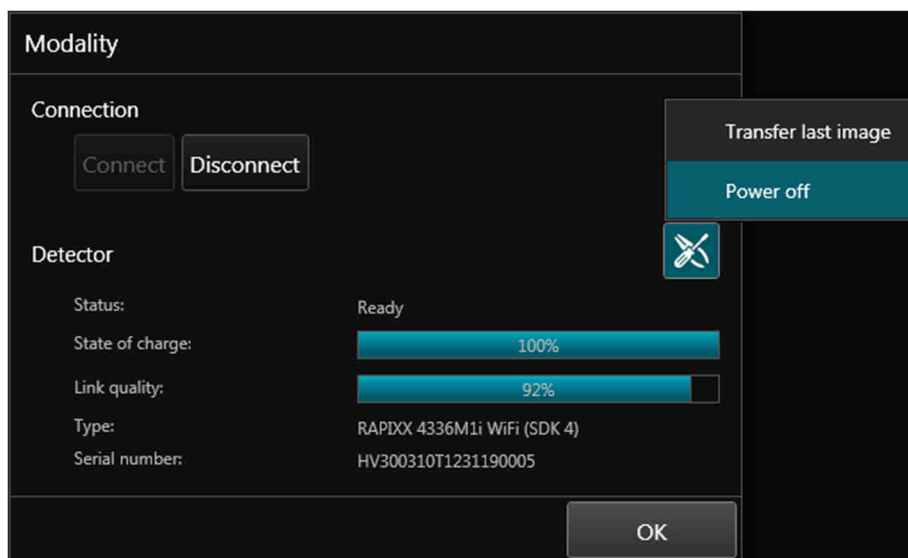 Modality
Connection
Connect
Disconnect
Transfer last image
Power off
Detector
Status:
Ready
State of charge:
100%
Link quality:
92%
Type:
RAPIXX 4336M1i WiFi (SDK 4)
Serial number:
HV300310T1231190005
OK